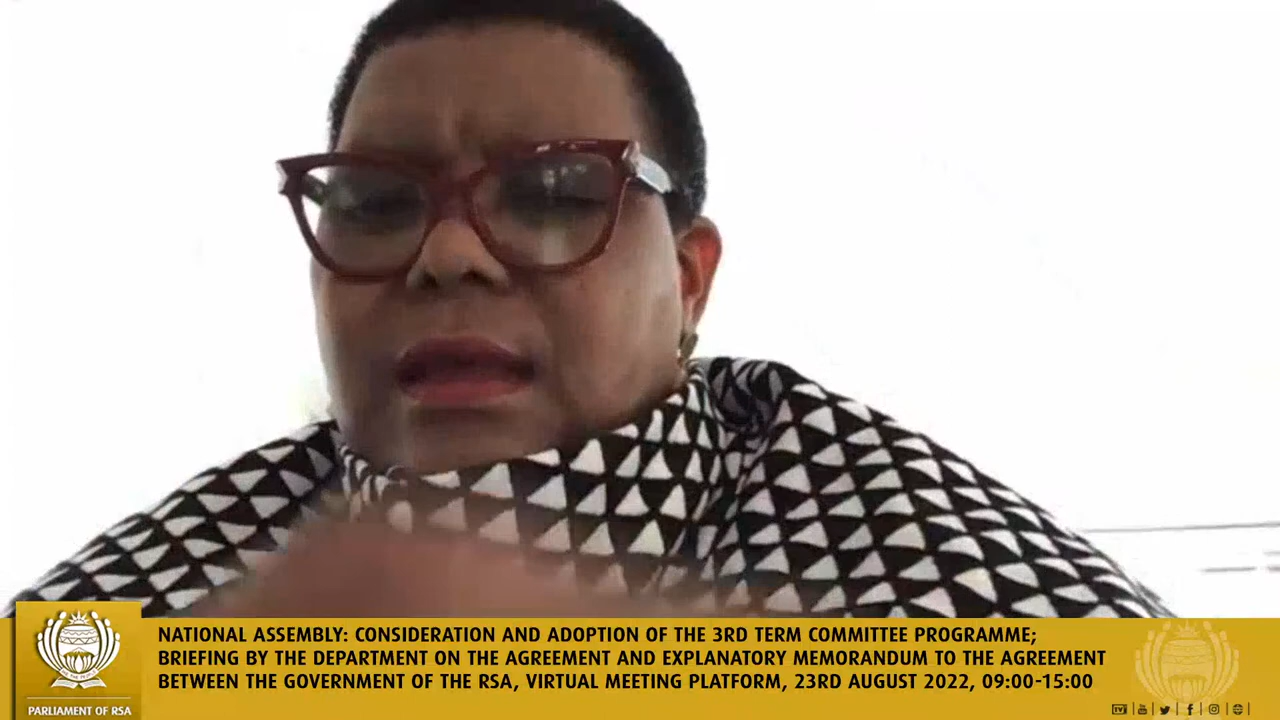 NATIONAL ASSEMBLY: CONSIDERATION AND ADOPTION OF THE 3RD TERM COMMITTEE PROGRAMME;
BRIEFING BY THE DEPARTMENT ON THE AGREEMENT AND EXPLANATORY MEMORANDUM TO THE AGREEMENT
BETWEEN THE GOVERNMENT OF THE RSA, VIRTUAL MEETING PLATFORM, 23RD AUGUST 2022, 09:00-15:00
PARLIAMENT OF RSA